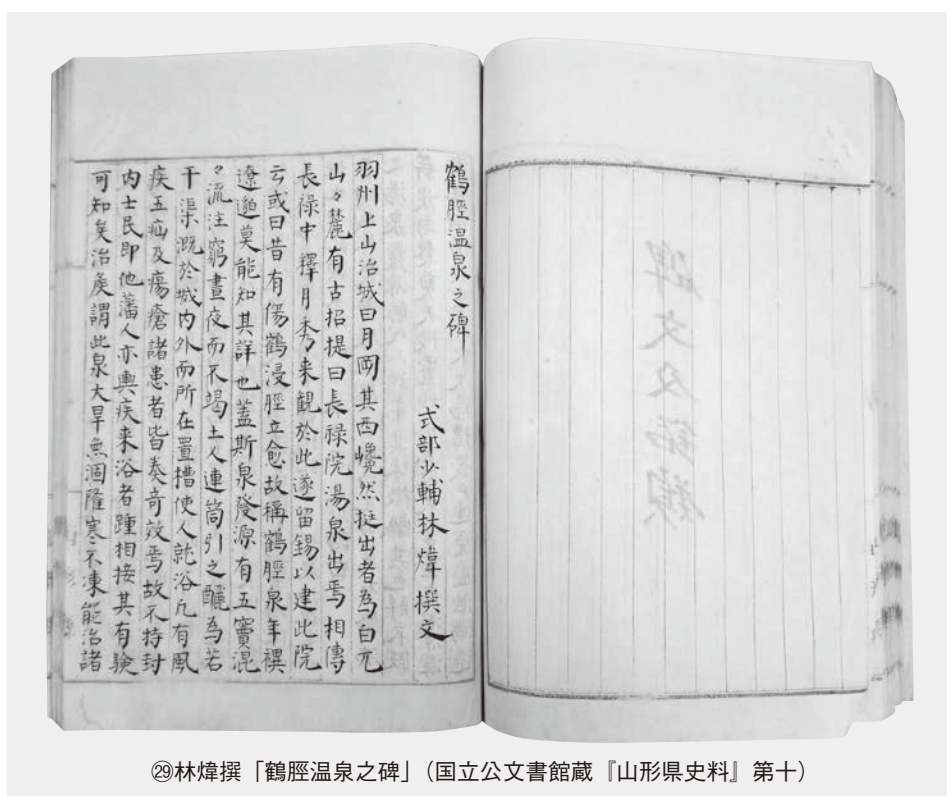 鶴脛温泉之碑
式部少輔林煒撰文
羽州上山治城曰月岡其西巉然挺出者為白亢
山々麓有古招提曰長禄院湯泉出焉相傳
長禄中釋月秀来觀於此遂留錫以建此院
云或曰昔有傷鶴浸脛立愈故稱鶴脛泉年禩
遼邈莫能知其詳也蓋斯泉發源有五竇混
々流注窮晝夜而不竭土人連筒引之釃為若
干渠溉於城内外而所在置槽使人就浴凡有風
疾五疝及瘍瘡諸患者皆奏奇效焉故不持封
内士民即他藩人亦輿疾来浴者踵相接其有験
可知矣治矦謂此泉大旱無涸隆寒不凍能治諸
㉙林煒撰「鶴脛温泉之碑」（国立公文書館蔵『山形県史料』第十）